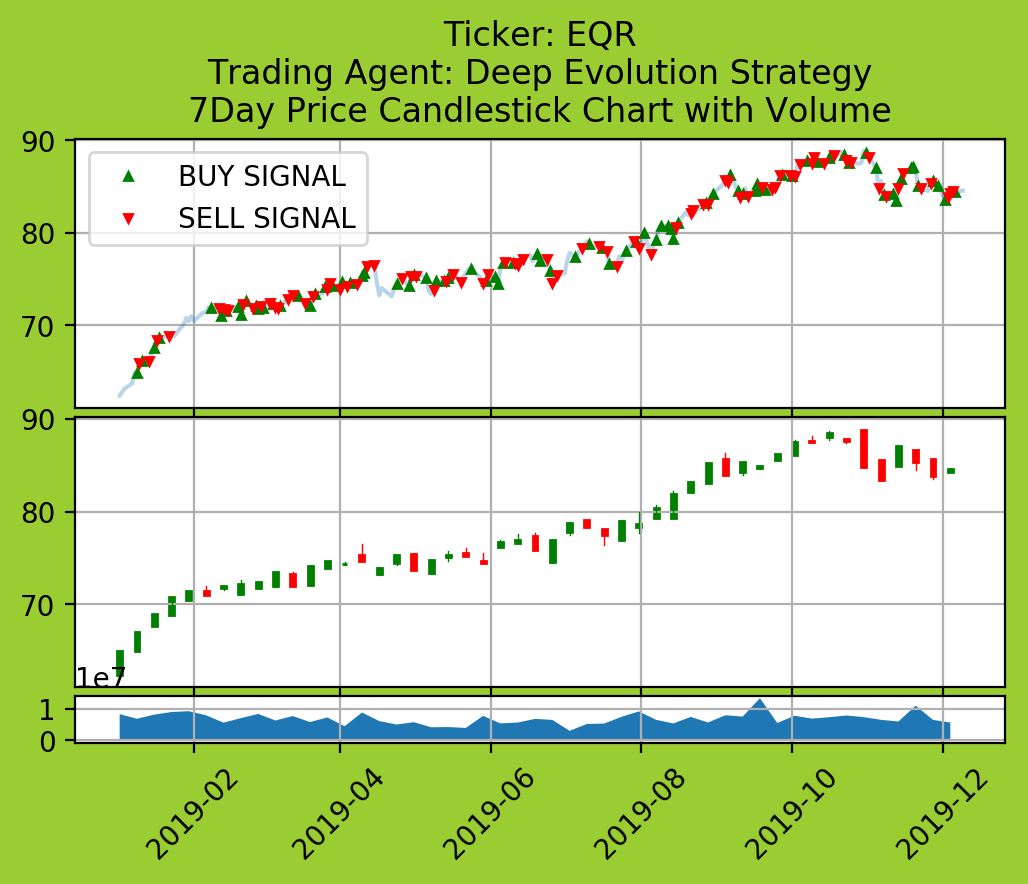 Ticker: EQR
Trading Agent: Deep Evolution Strategy
7Day Price Candlestick Chart with Volume
90
BUY SIGNAL
SELL SIGNAL
80
70
90
80
70
1e7
1
0
2019-02
2019-04
2019-06
2019-08
2019-10
2019-12